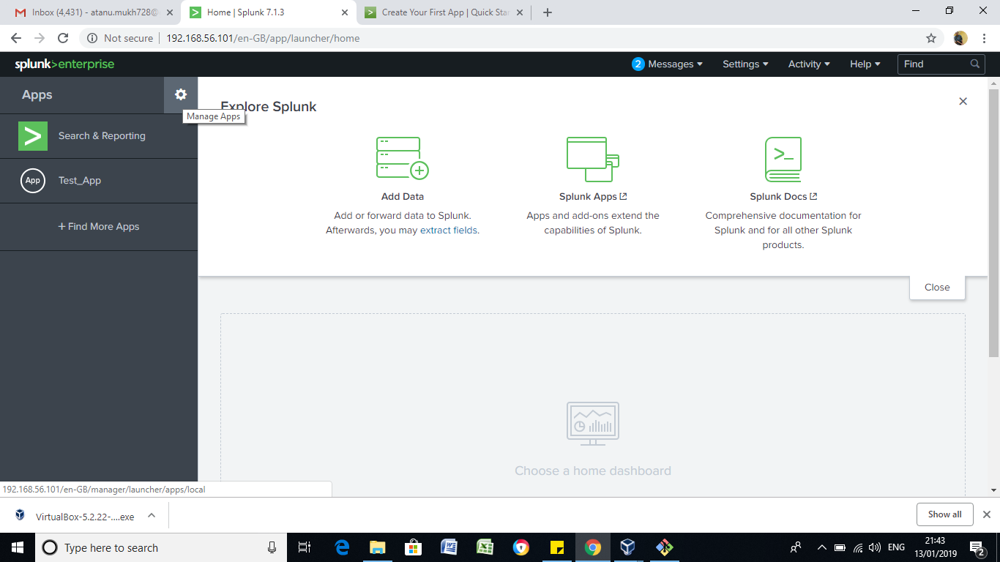 Inbox (4,431) - atanu.mukh728@
Home | Splunk 7.1.3
Create Your First App | Quick Sta
Not secure
192.168.56.101/en-GB/app/launcher/home
splunk>enterprise
2 Messages
Settings
Activity
Help
Find
Apps
Manage Apps
Explore Splunk
Search & Reporting
App
Test_App
+ Find More Apps
>_
Add Data
Add or forward data to Splunk.
Afterwards, you may extract fields.
Splunk Apps
Apps and add-ons extend the
capabilities of Splunk.
Splunk Docs
Comprehensive documentation for
Splunk and for all other Splunk
products.
Close
Choose a home dashboard
192.168.56.101/en-GB/manager/launcher/apps/local
VirtualBox-5.2.22-....exe
Show all
Type here to search
ENG
21:43
13/01/2019
2